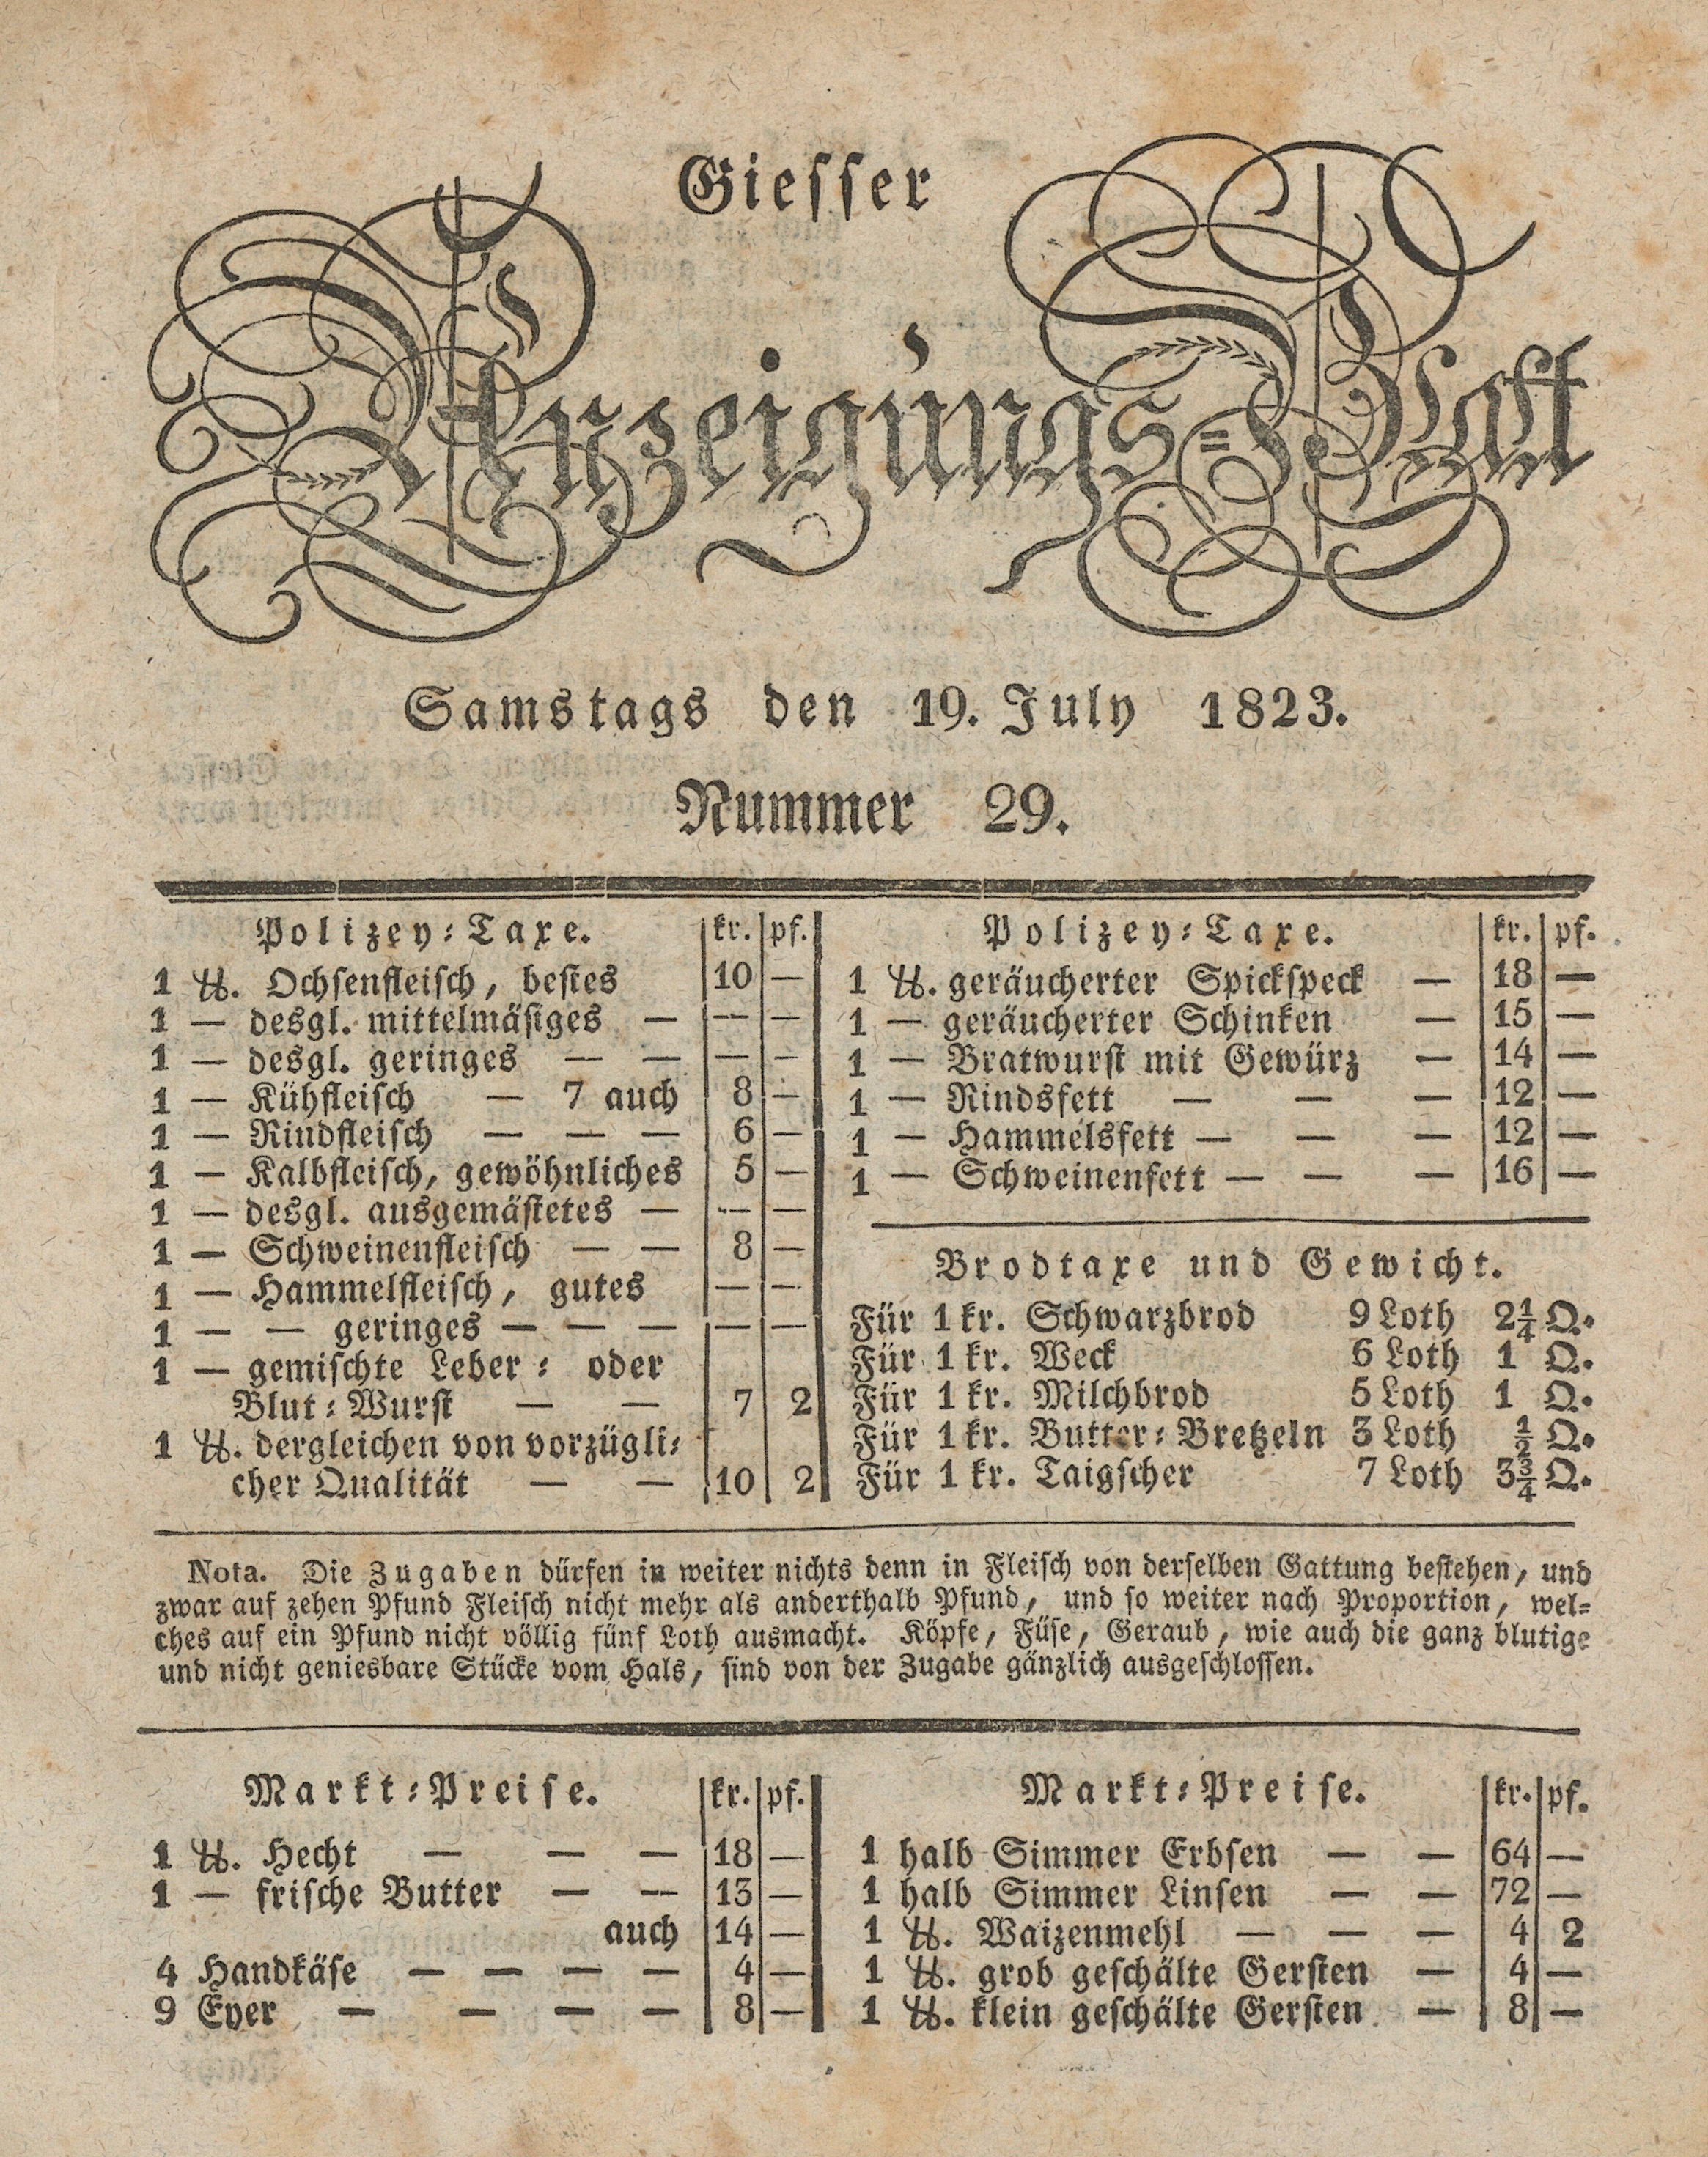 Giesser
Anzeigungs-Blatt
Samstags den 19. July 1823.
Nummer 29.
Polizey-Taxe. kr. pf.
1 ℔. Ochsenfleisch, bestes 10 —
1 — desgl. mittelmäsiges — — —
1 — desgl. geringes — — — —
1 — Kühfleisch — 7 auch 8 —
1 — Rindfleisch — — — 6 —
1 — Kalbfleisch, gewöhnliches 5 —
1 — desgl. ausgemästetes — — —
1 — Schweinenfleisch — — 8 —
1 — Hammelfleisch, gutes — —
1 — — geringes — — — — —
1 — gemischte Leber- oder
Blut-Wurst — — 7 2
1 ℔. dergleichen von vorzügli-
cher Qualität — — 10 2
Polizey-Taxe. kr. pf.
1 ℔. geräucherter Spickspeck — 18 —
1 — geräucherter Schinken — 15 —
1 — Bratwurst mit Gewürz — 14 —
1 — Rindsfett — — — 12 —
1 — Hammelsfett — — — 12 —
1 — Schweinenfett — — — 16 —
Brodtaxe und Gewicht.
Für 1 kr. Schwarzbrod 9 Loth 2¼ Q.
Für 1 kr. Weck 6 Loth 1 Q.
Für 1 kr. Milchbrod 5 Loth 1 Q.
Für 1 kr. Butter-Bretzeln 3 Loth ½ Q.
Für 1 kr. Taigscher 7 Loth 3¾ Q.
Nota. Die Zugaben dürfen in weiter nichts denn in Fleisch von derselben Gattung bestehen, und
zwar auf zehen Pfund Fleisch nicht mehr als anderthalb Pfund, und so weiter nach Proportion, wel-
ches auf ein Pfund nicht völlig fünf Loth ausmacht. Köpfe, Füse, Geraub, wie auch die ganz blutige
und nicht geniesbare Stücke vom Hals, sind von der Zugabe gänzlich ausgeschlossen.
Markt-Preise. kr. pf.
1 ℔. Hecht — — — 18 —
1 — frische Butter — — 13 —
auch 14 —
4 Handkäse — — — — 4 —
9 Eyer — — — — 8 —
Markt-Preise. kr. pf.
1 halb Simmer Erbsen — — 64 —
1 halb Simmer Linsen — — 72 —
1 ℔. Waizenmehl — — — 4 2
1 ℔. grob geschälte Gersten — 4 —
1 ℔. klein geschälte Gersten — 8 —